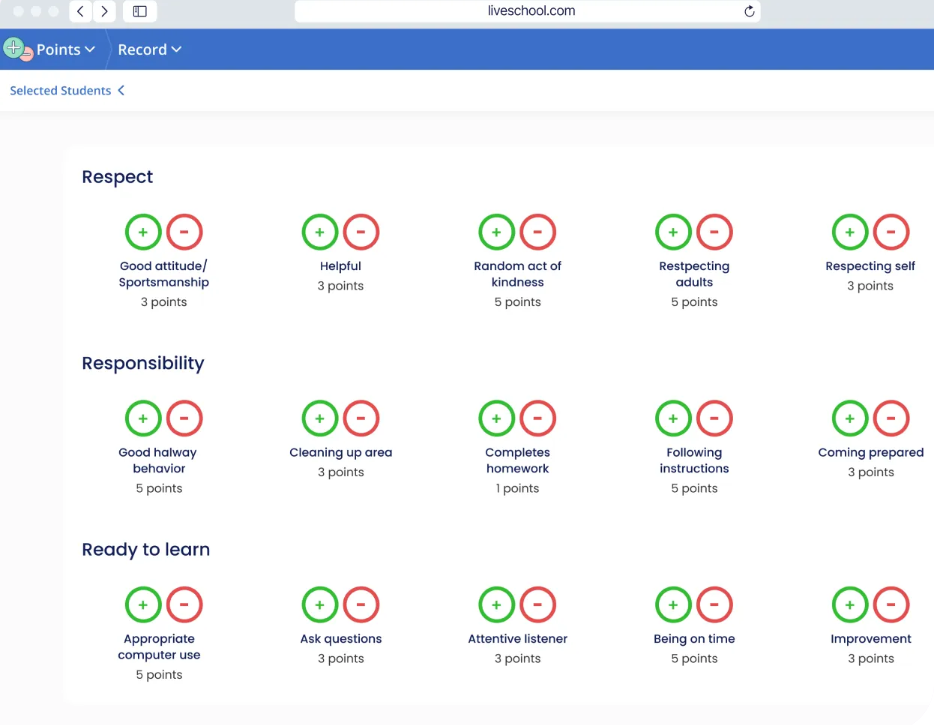 liveschool.com
Points
Record
Selected Students
Respect
Good attitude/
Sportsmanship
3 points
Helpful
3 points
Random act of
kindness
5 points
Restpecting
adults
5 points
Respecting self
3 points
Responsibility
Good halway
behavior
5 points
Cleaning up area
3 points
Completes
homework
1 points
Following
instructions
5 points
Coming prepared
3 points
Ready to learn
Appropriate
computer use
5 points
Ask questions
3 points
Attentive listener
3 points
Being on time
5 points
Improvement
3 points